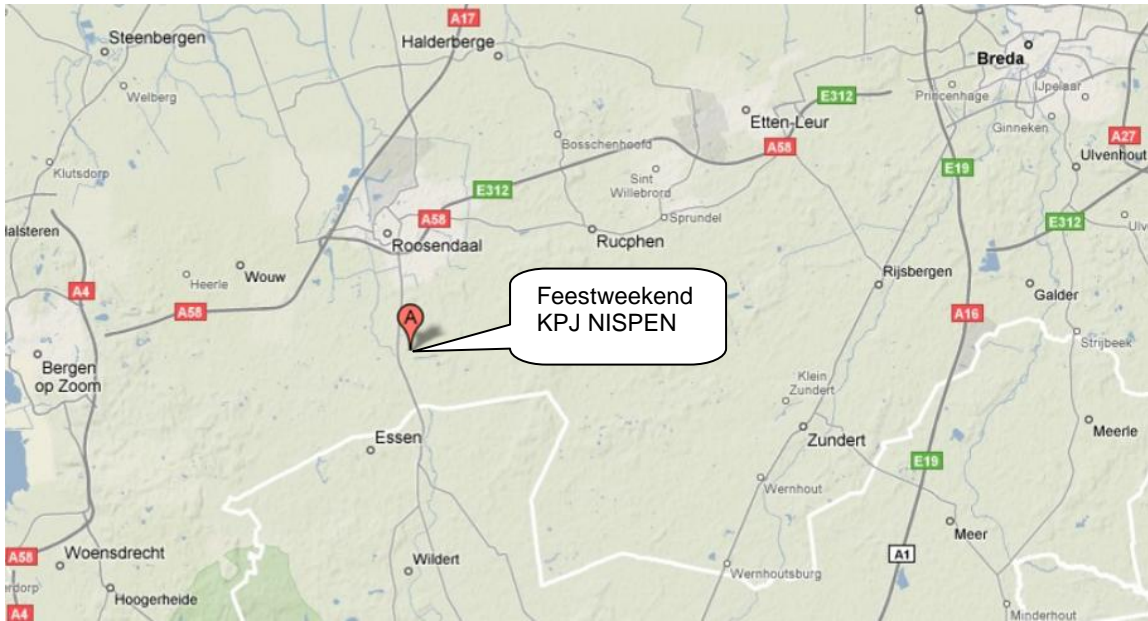 A17
Steenbergen
Halderberge
Breda
Welberg
E312
Princenhage
IJpelaar
Etten-Leur
Ginneken
A27
Bosschenhoofd
A58
Ulvenhout
Klutsdorp
Sint
Willebrord
E19
E312
A58
Sprundel
E312
Roosendaal
Rucphen
Wouw
Heerle
Rijsbergen
A4
Galder
Feestweekend
KPJ NISPEN
A58
A16
A
Strijbeek
Bergen
op Zoom
Klein
Zundert
Essen
Zundert
Meerle
E19
Wernhout
Meer
A58
Woensdrecht
A1
Wildert
Wernhoutsburg
Hoogerheide
A4
Minderhout